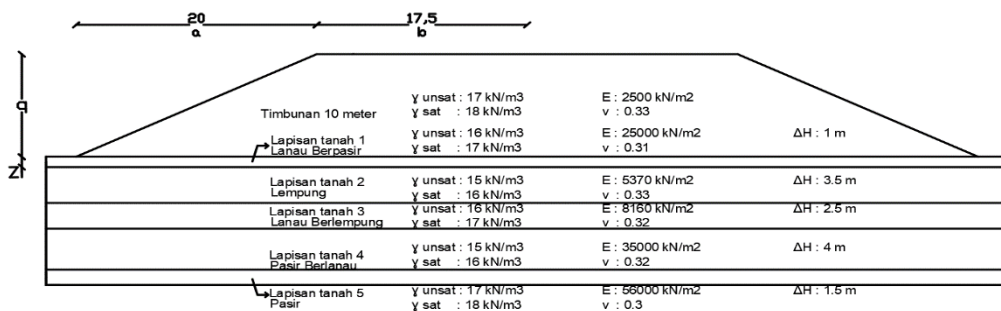 20
a
17,5
b
q
Z
Timbunan 10 meter
γ unsat : 17 kN/m3
γ sat : 18 kN/m3
E : 2500 kN/m2
v : 0.33
Lapisan tanah 1
Lanau Berpasir
γ unsat : 16 kN/m3
γ sat : 17 kN/m3
E : 25000 kN/m2
v : 0.31
ΔH : 1 m
Lapisan tanah 2
Lempung
γ unsat : 15 kN/m3
γ sat : 16 kN/m3
E : 5370 kN/m2
v : 0.33
ΔH : 3.5 m
Lapisan tanah 3
Lanau Berlempung
γ unsat : 16 kN/m3
γ sat : 17 kN/m3
E : 8160 kN/m2
v : 0.32
ΔH : 2.5 m
Lapisan tanah 4
Pasir Berlanau
γ unsat : 15 kN/m3
γ sat : 16 kN/m3
E : 35000 kN/m2
v : 0.32
ΔH : 4 m
Lapisan tanah 5
Pasir
γ unsat : 17 kN/m3
γ sat : 18 kN/m3
E : 56000 kN/m2
v : 0.3
ΔH : 1.5 m